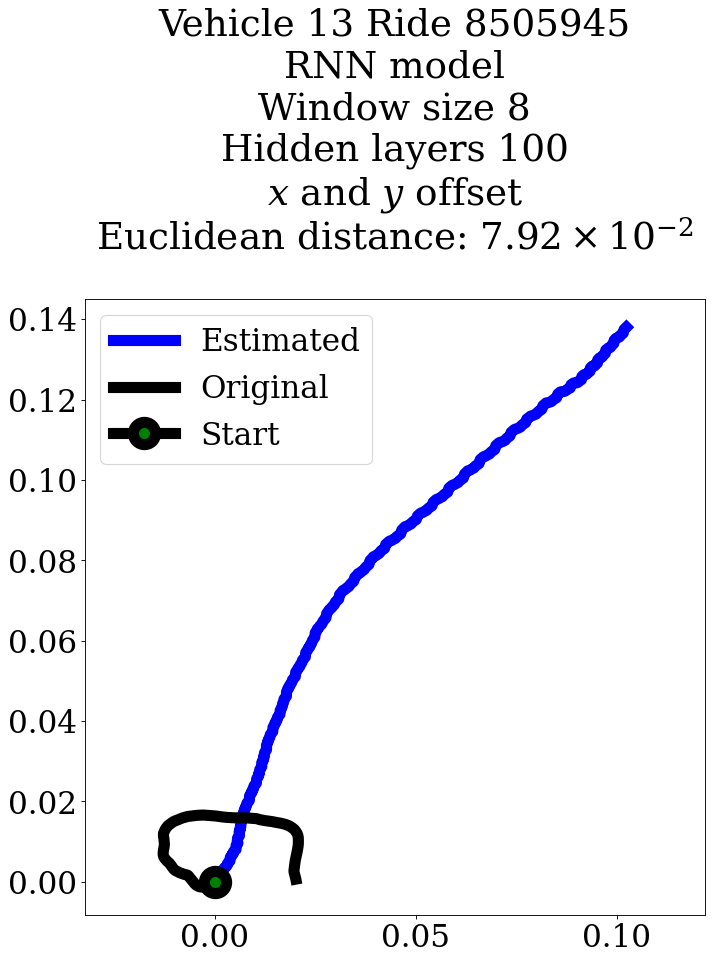 Vehicle 13 Ride 8505945
RNN model
Window size 8
Hidden layers 100
x and y offset
Euclidean distance: 7.92 × 10⁻²
Estimated
Original
Start
0.14
0.12
0.10
0.08
0.06
0.04
0.02
0.00
0.00 0.05 0.10